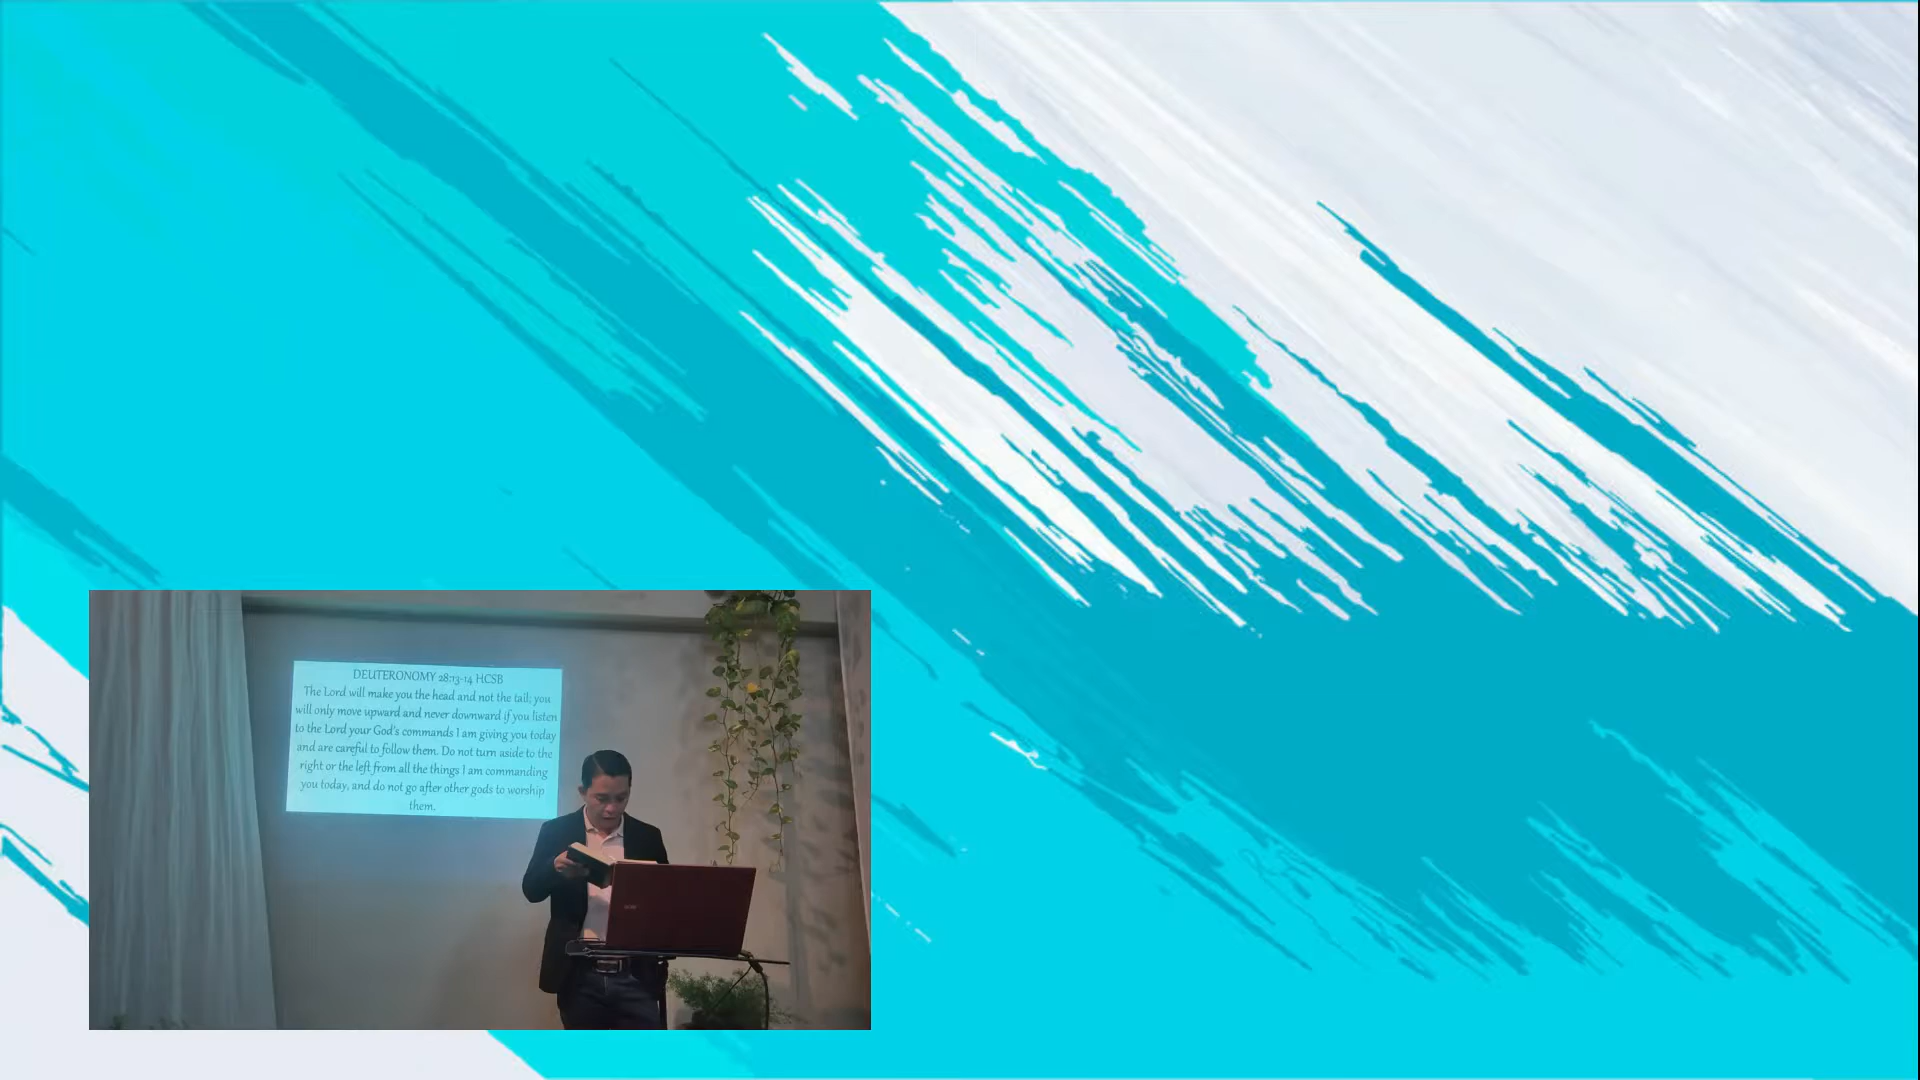 DEUTERONOMY 28:13-14 HCSB
The Lord will make you the head and not the tail; you
will only move upward and never downward if you listen
to the Lord your God's commands I am giving you today
and are careful to follow them. Do not turn aside to the
right or the left from all the things I am commanding
you today, and do not go after other gods to worship
them.